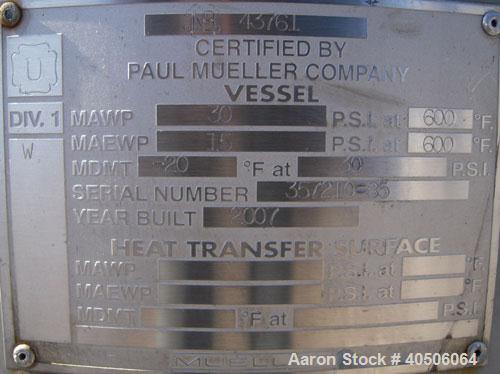 NB 43761
CERTIFIED BY
PAUL MUELLER COMPANY
VESSEL
U
DIV. 1
W
MAWP 30 P.S.I. at 600 °F.
MAEWP 15 P.S.I. at 600 °F.
MDMT -20 °F at 30 P.S.I.
SERIAL NUMBER 357210-35
YEAR BUILT 2007
HEAT TRANSFER SURFACE
MAWP P.S.I. at °F.
MAEWP P.S.I. at °F.
MDMT °F at P.S.I.
MUELLER
Aaron Stock # 40506064